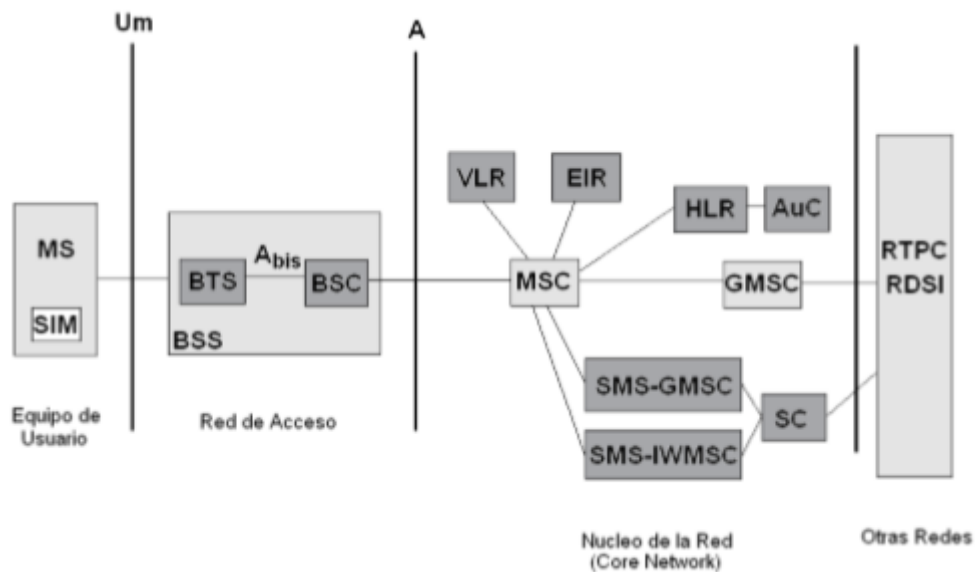 Um
A
VLR
EIR
HLR
AuC
MS
SIM
BTS
Abis
BSC
BSS
MSC
GMSC
RTPC
RDSI
SMS-GMSC
SMS-IWMSC
SC
Equipo de
Usuario
Red de Acceso
Nucleo de la Red
(Core Network)
Otras Redes